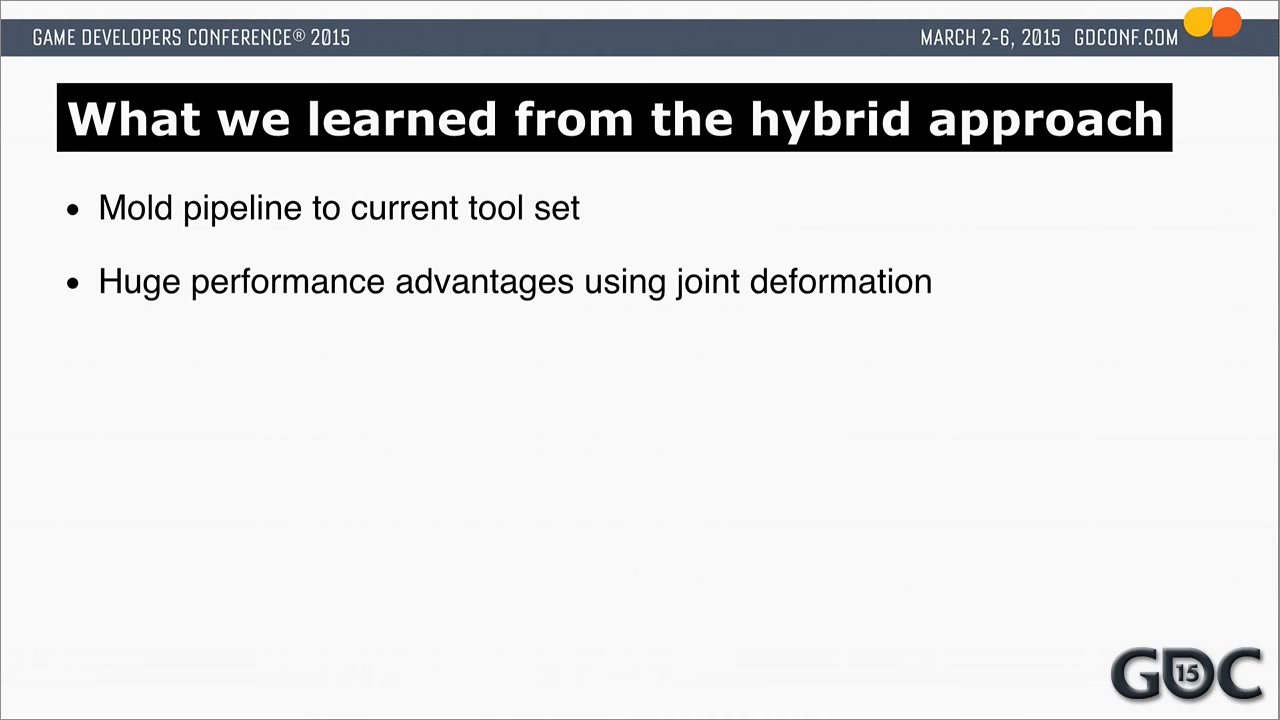 GAME DEVELOPERS CONFERENCE® 2015
MARCH 2-6, 2015 GDCONF.COM
What we learned from the hybrid approach
• Mold pipeline to current tool set
• Huge performance advantages using joint deformation
GDC 15